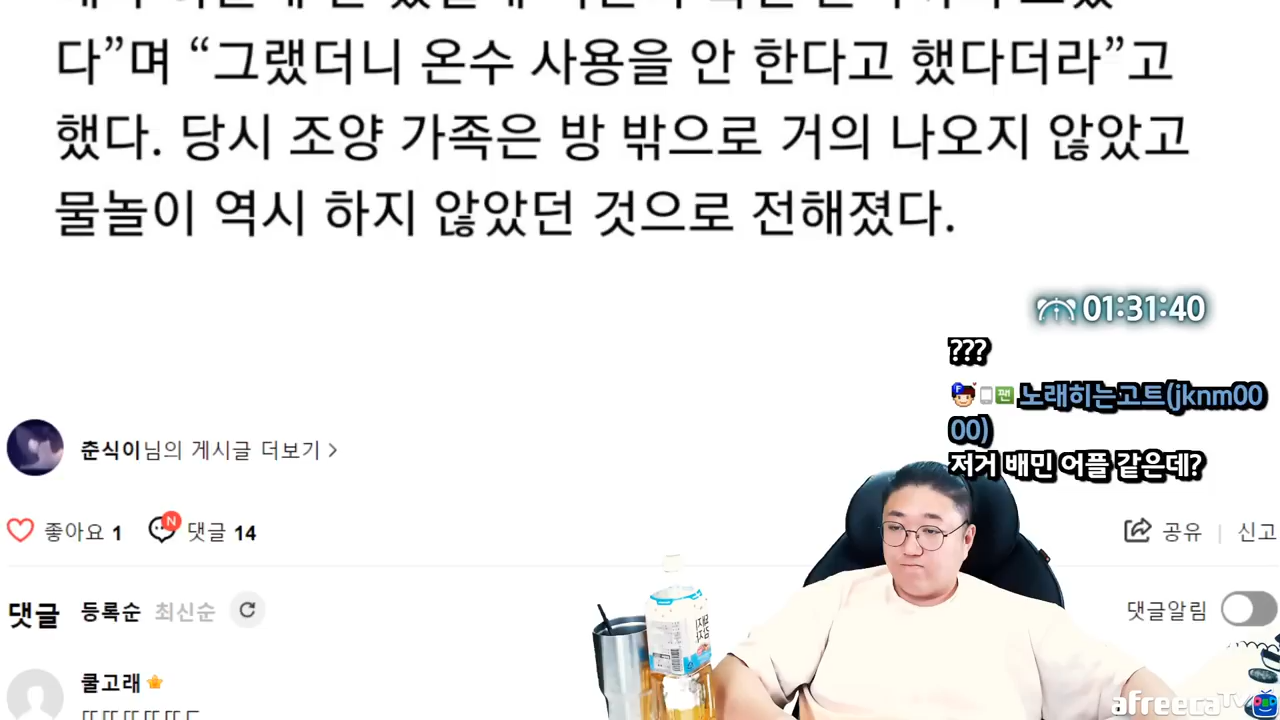 다”며 “그랬더니 온수 사용을 안 한다고 했다더라”고
했다. 당시 조양 가족은 방 밖으로 거의 나오지 않았고
물놀이 역시 하지 않았던 것으로 전해졌다.
01:31:40
???
노래히는고트(jknm00
00)
저거 배민 어플 같은데?
춘식이님의 게시글 더보기 >
좋아요 1 댓글 14
N
공유 | 신고
댓글 등록순 최신순
댓글알림
쿨고래
afreecaTV